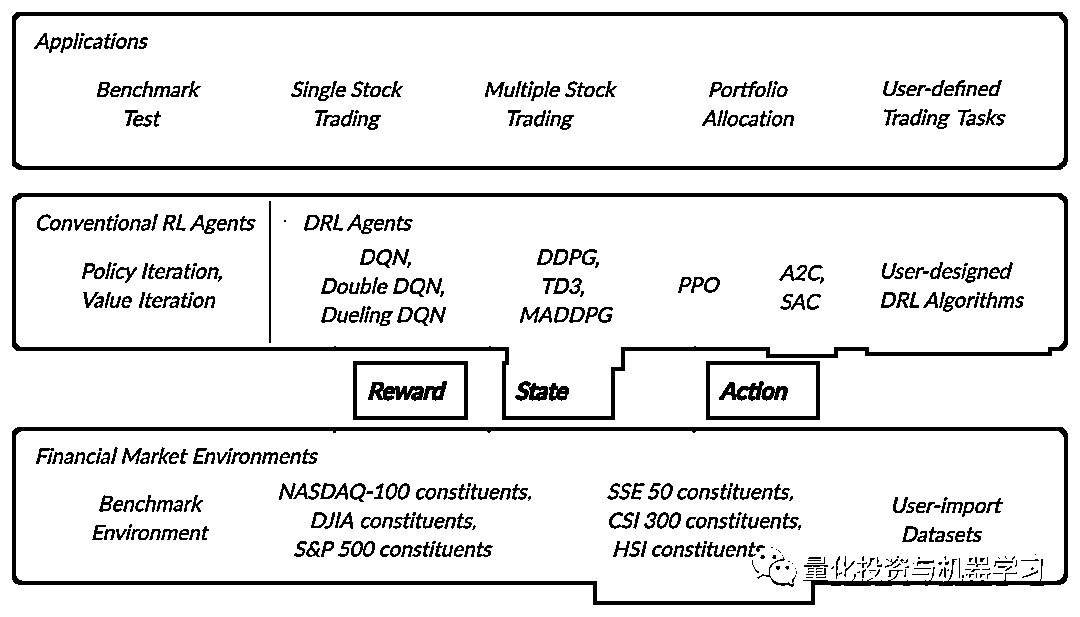 Applications
Benchmark
Test
Single Stock
Trading
Multiple Stock
Trading
Portfolio
Allocation
User-defined
Trading Tasks
Conventional RL Agents
Policy Iteration,
Value Iteration
DRL Agents
DQN,
Double DQN,
Dueling DQN
DDPG,
TD3,
MADDPG
PPO
A2C,
SAC
User-designed
DRL Algorithms
Reward
State
Action
Financial Market Environments
Benchmark
Environment
NASDAQ-100 constituents,
DJIA constituents,
S&P 500 constituents
SSE 50 constituents,
CSI 300 constituents,
HSI constituents
User-import
Datasets
量化投资与机器学习